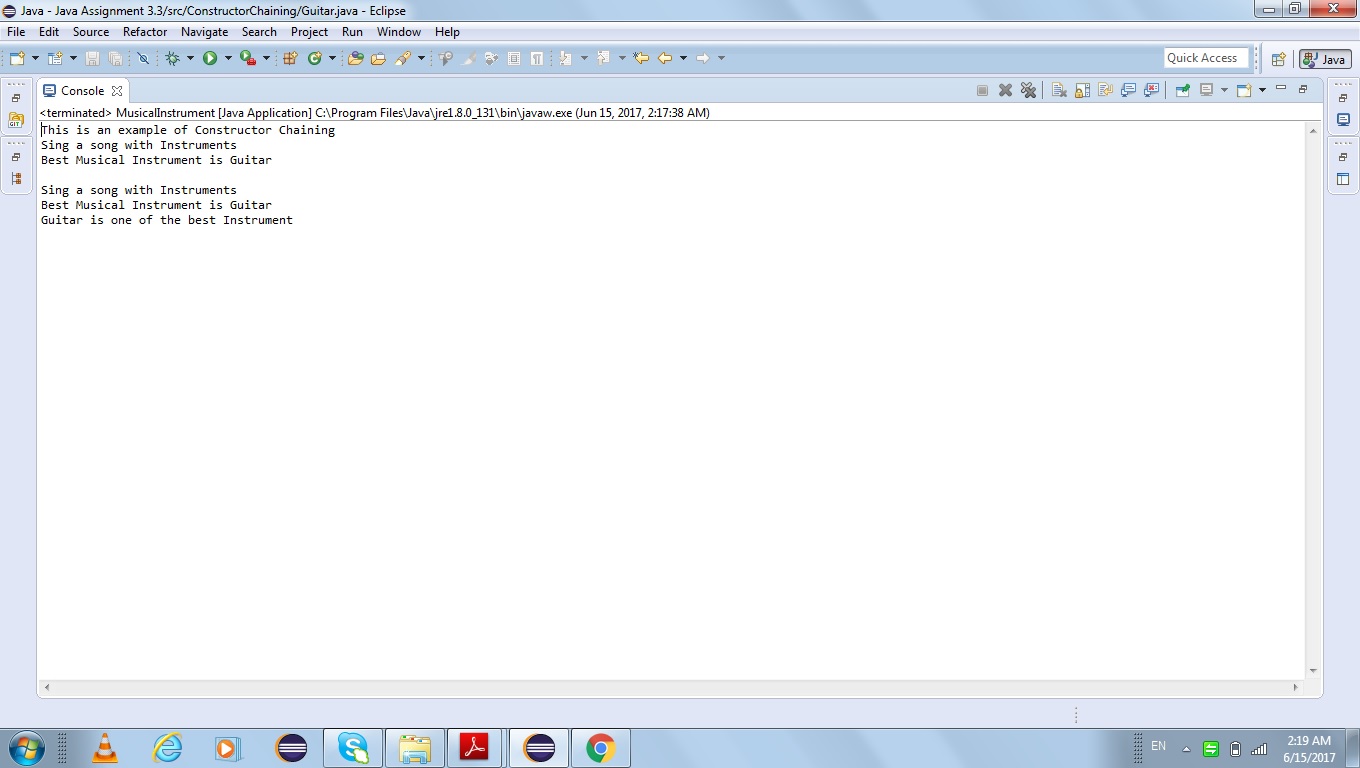 Java - Java Assignment 3.3/src/ConstructorChaining/Guitar.java - Eclipse
File Edit Source Refactor Navigate Search Project Run Window Help
Quick Access
Java
Console
<terminated> MusicalInstrument [Java Application] C:\Program Files\Java\jre1.8.0_131\bin\javaw.exe (Jun 15, 2017, 2:17:38 AM)
This is an example of Constructor Chaining
Sing a song with Instruments
Best Musical Instrument is Guitar
Sing a song with Instruments
Best Musical Instrument is Guitar
Guitar is one of the best Instrument
EN
2:19 AM
6/15/2017